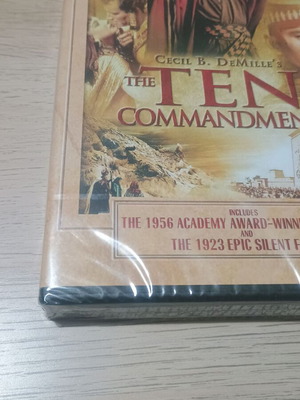 CECIL B. DEMILLE'S
THE TEN
COMMANDMEN
INCLUDES
THE 1956 ACADEMY AWARD-WINN
AND
THE 1923 EPIC SILENT F